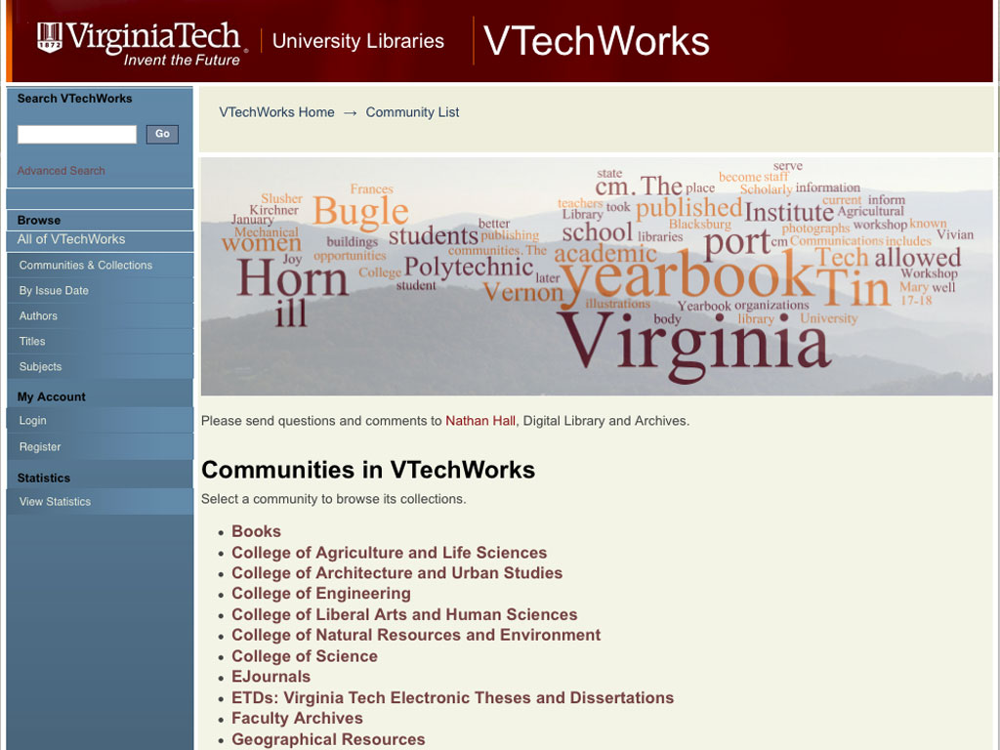 VirginiaTech® University Libraries VTechWorks
1872
Invent the Future
Search VTechWorks
Go
Advanced Search
Browse
All of VTechWorks
Communities & Collections
By Issue Date
Authors
Titles
Subjects
My Account
Login
Register
Statistics
View Statistics
VTechWorks Home → Community List
serve
state
cm. The place
become staff
Scholarly information
Frances
Slusher
Kirchner
January
Bugle
teachers took published
Library
Institute
current inform
Agricultural
Mechanical
women
buildings
students
better
publishing
school libraries
Blacksburg
port
cm
photographs workshop known
Communications includes Vivian
Joy
opportunities
communities. The
academic
Tech allowed
Horn
College Polytechnic
student
later
Vernon
yearbook
Tin
Workshop
Mary well
17-18
ill
illustrations
Yearbook organizations
body
library University
Virginia
Please send questions and comments to Nathan Hall, Digital Library and Archives.
Communities in VTechWorks
Select a community to browse its collections.
• Books
• College of Agriculture and Life Sciences
• College of Architecture and Urban Studies
• College of Engineering
• College of Liberal Arts and Human Sciences
• College of Natural Resources and Environment
• College of Science
• EJournals
• ETDs: Virginia Tech Electronic Theses and Dissertations
• Faculty Archives
• Geographical Resources